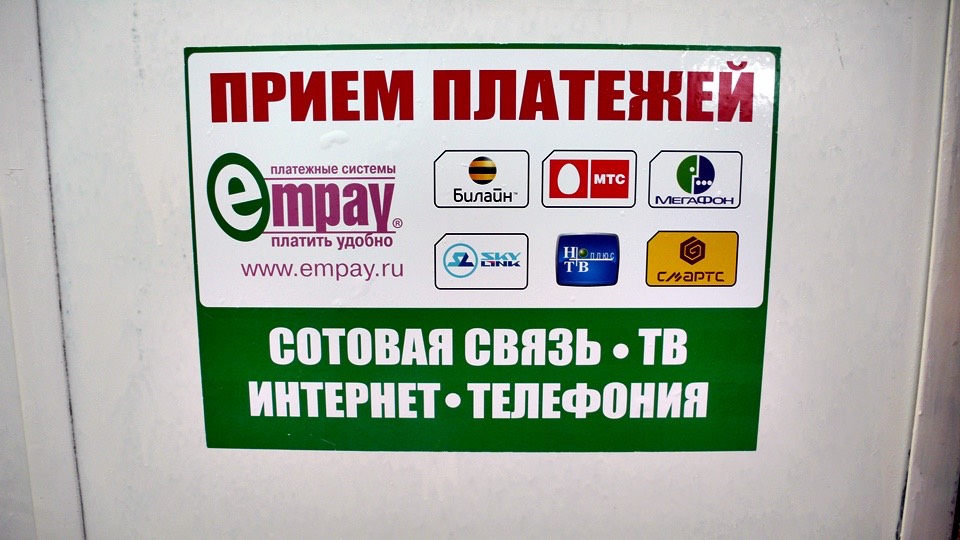 ПРИЕМ ПЛАТЕЖЕЙ
платежные системы
empay®
платить удобно
www.empay.ru
Билайн™
МТС
МЕГАФОН
SKY
LINK
НТВ ПЛЮС
СМАРТС
СОТОВАЯ СВЯЗЬ • ТВ
ИНТЕРНЕТ • ТЕЛЕФОНИЯ